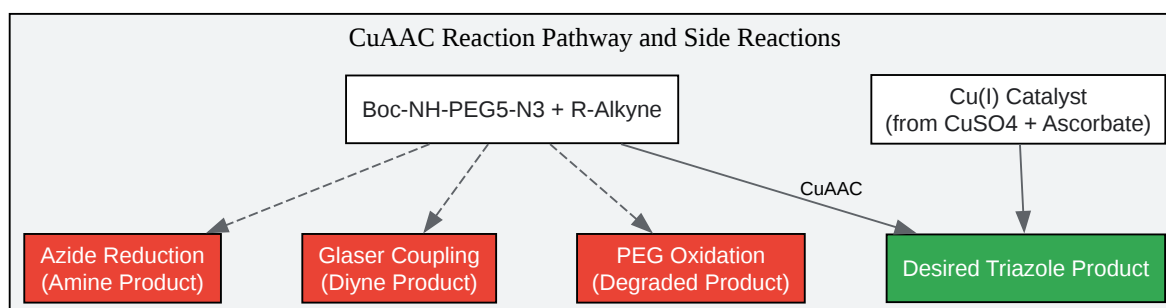 CuAAC Reaction Pathway and Side Reactions
Boc-NH-PEG5-N3 + R-Alkyne
Cu(I) Catalyst
(from CuSO4 + Ascorbate)
CuAAC
Azide Reduction
(Amine Product)
Glaser Coupling
(Diyne Product)
PEG Oxidation
(Degraded Product)
Desired Triazole Product